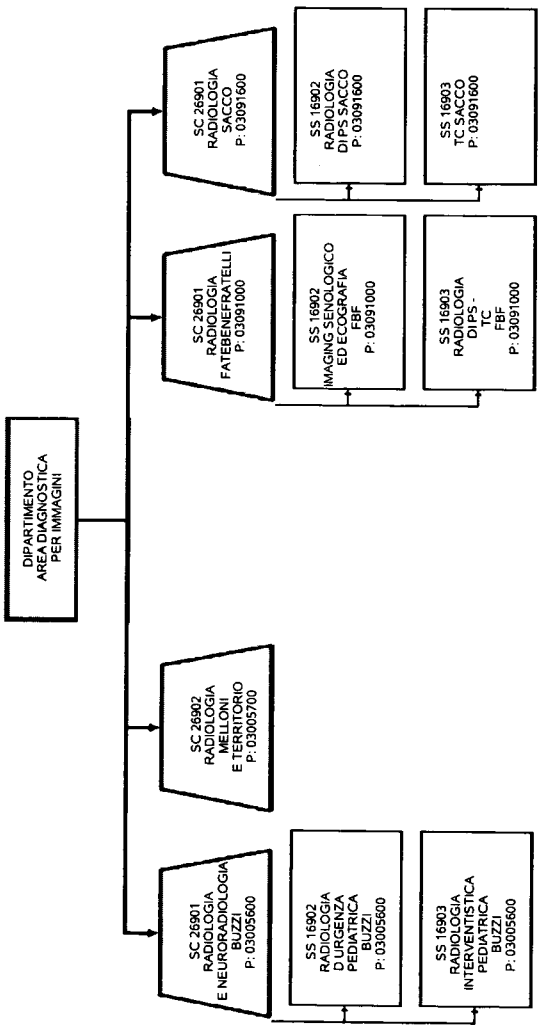 DIPARTIMENTO
AREA DIAGNOSTICA
PER IMMAGINI
SC 26901
RADIOLOGIA
E NEURORADIOLOGIA
BUZZI
P: 03005600
SS 16902
RADIOLOGIA
D URGENZA
PEDIATRICA
BUZZI
P: 03005600
SS 16903
RADIOLOGIA
INTERVENTISTICA
PEDIATRICA
BUZZI
P: 03005600
SC 26902
RADIOLOGIA
MELLONI
E TERRITORIO
P: 03005700
SC 26901
RADIOLOGIA
FATEBENEFRATELLI
P: 03091000
SS 16902
IMAGING SENOLOGICO
ED ECOGRAFIA
FBF
P: 03091000
SS 16903
RADIOLOGIA
DI PS -
TC
FBF
P: 03091000
SC 26901
RADIOLOGIA
SACCO
P: 03091600
SS 16902
RADIOLOGIA
DI PS SACCO
P: 03091600
SS 16903
TC SACCO
P: 03091600